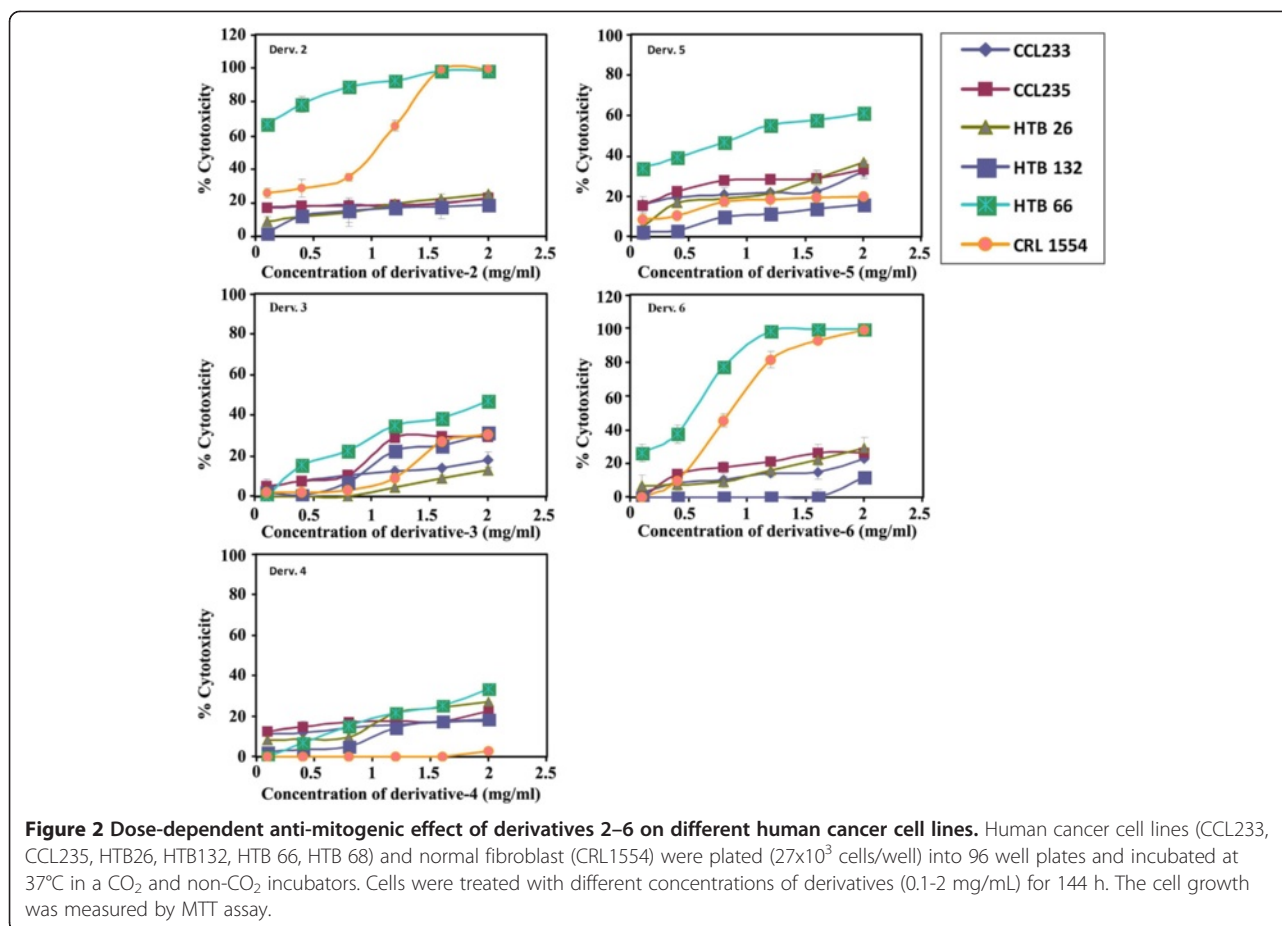 Derv. 2
120
100
80
60
40
20
0
% Cytotoxicity
0 0.5 1 1.5 2 2.5
Concentration of derivative-2 (mg/ml)
Derv. 5
100
80
60
40
20
0
% Cytotoxicity
0 0.5 1 1.5 2 2.5
Concentration of derivative-5 (mg/ml)
CCL233
CCL235
HTB 26
HTB 132
HTB 66
CRL 1554
Derv. 3
100
80
60
40
20
0
% Cytotoxicity
0 0.5 1 1.5 2 2.5
Concentration of derivative-3 (mg/ml)
Derv. 6
120
100
80
60
40
20
0
% Cytotoxicity
0 0.5 1 1.5 2 2.5
Concentration of derivative-6 (mg/ml)
Derv. 4
100
80
60
40
20
0
% Cytotoxicity
0 0.5 1 1.5 2 2.5
Concentration of derivative-4 (mg/ml)
Figure 2 Dose-dependent anti-mitogenic effect of derivatives 2–6 on different human cancer cell lines. Human cancer cell lines (CCL233,
CCL235, HTB26, HTB132, HTB 66, HTB 68) and normal fibroblast (CRL1554) were plated (27x10³ cells/well) into 96 well plates and incubated at
37°C in a CO₂ and non-CO₂ incubators. Cells were treated with different concentrations of derivatives (0.1-2 mg/mL) for 144 h. The cell growth
was measured by MTT assay.